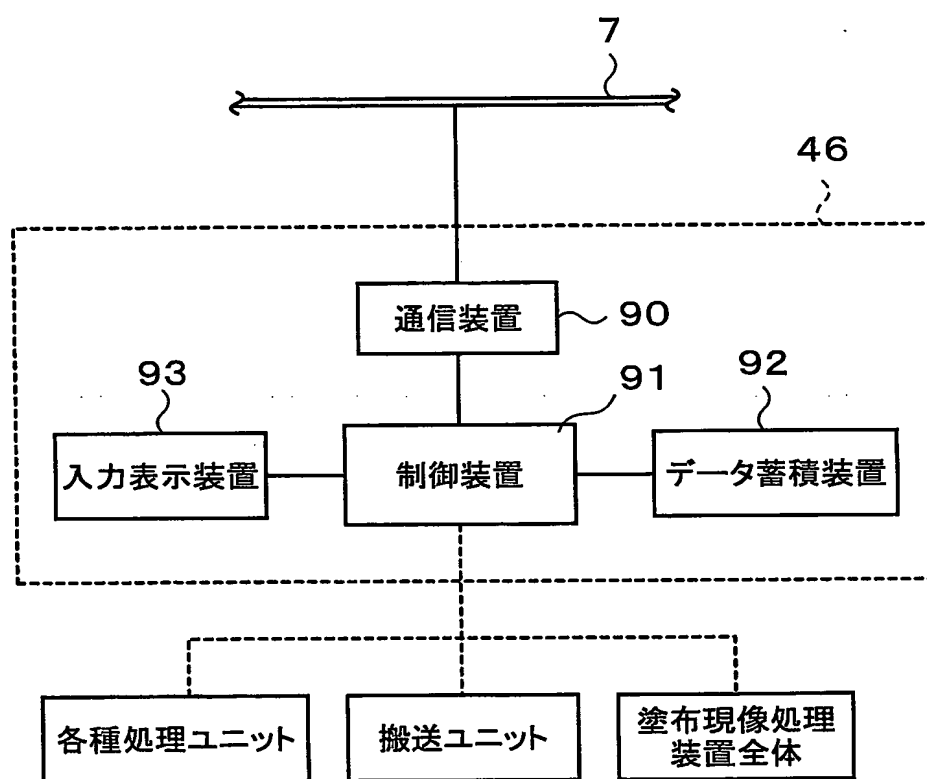 7
46
通信装置
90
93
91
92
入力表示装置
制御装置
データ蓄積装置
各種処理ユニット
搬送ユニット
塗布現像処理
装置全体